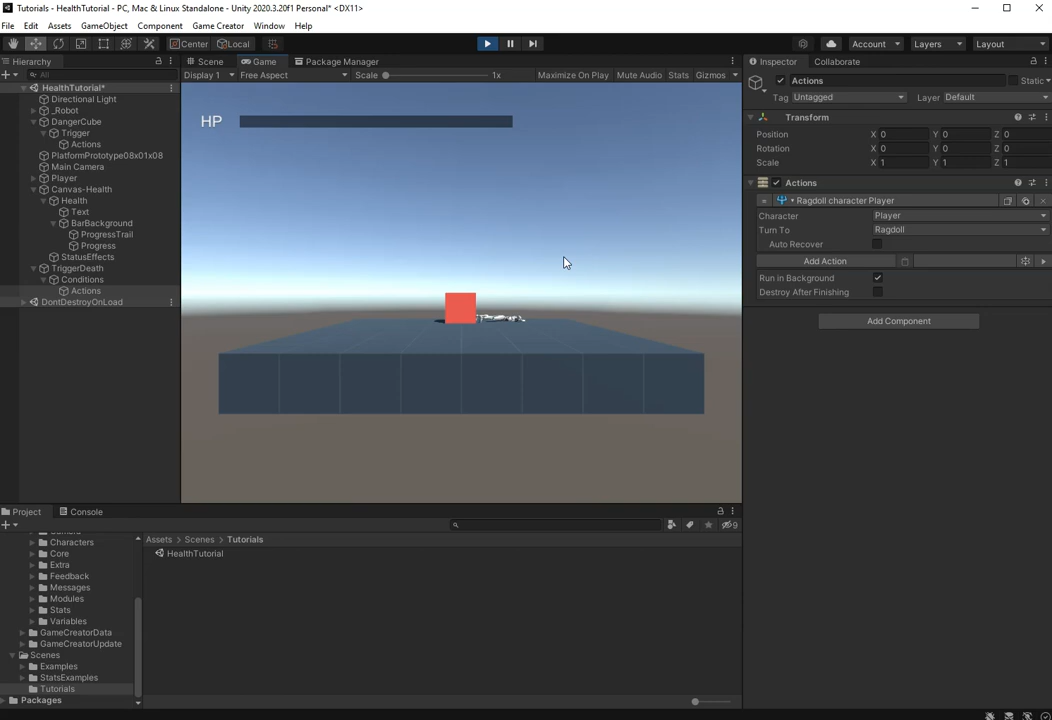 Tutorials - HealthTutorial - PC, Mac & Linux Standalone - Unity 2020.3.20f1 Personal* <DX11>
File Edit Assets GameObject Component Game Creator Window Help
Center Local Account Layers Layout
Hierarchy Scene Game Package Manager Inspector Collaborate
All Display 1 Free Aspect Scale 1x Maximize On Play Mute Audio Stats Gizmos Actions Static
HealthTutorial* Tag Untagged Layer Default
Directional Light
_Robot
DangerCube
Trigger
Actions
PlatformPrototype08x01x08
Main Camera
Player
Canvas-Health
Health
Text
BarBackground
ProgressTrail
Progress
StatusEffects
TriggerDeath
Conditions
Actions
DontDestroyOnLoad
HP
Transform
Position X 0 Y 0 Z 0
Rotation X 0 Y 0 Z 0
Scale X 1 Y 1 Z 1
Actions
Ragdoll character Player
Character Player
Turn To Ragdoll
Auto Recover
Add Action
Run in Background
Destroy After Finishing
Add Component
Project Console
9
Characters
Core
Extra
Feedback
Messages
Modules
Stats
Variables
GameCreatorData
GameCreatorUpdate
Scenes
Examples
StatsExamples
Tutorials
Packages
Assets > Scenes > Tutorials
HealthTutorial